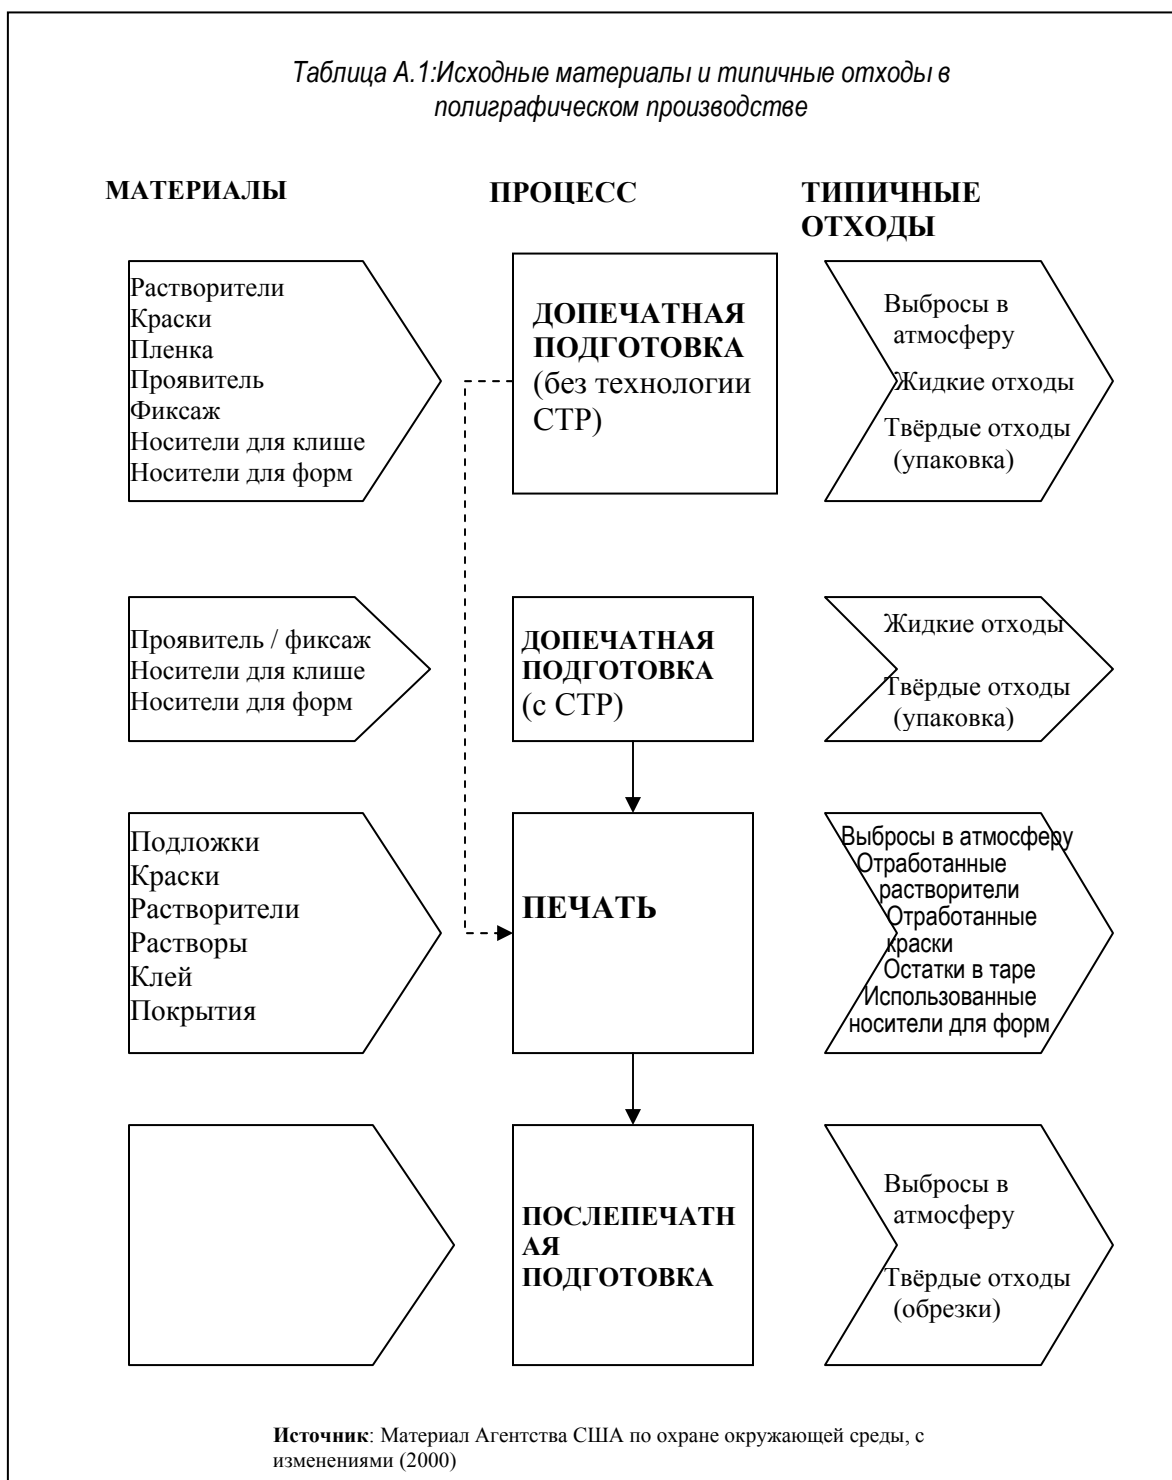 Таблица A.1:Исходные материалы и типичные отходы в
полиграфическом производстве
МАТЕРИАЛЫ
ПРОЦЕСС
ТИПИЧНЫЕ
ОТХОДЫ
Растворители
Краски
Пленка
Проявитель
Фиксаж
Носители для клише
Носители для форм
ДОПЕЧАТНАЯ
ПОДГОТОВКА
(без технологии
СТР)
Выбросы в
атмосферу
Жидкие отходы
Твёрдые отходы
(упаковка)
Проявитель / фиксаж
Носители для клише
Носители для форм
ДОПЕЧАТНАЯ
ПОДГОТОВКА
(с СТР)
Жидкие отходы
Твёрдые отходы
(упаковка)
Подложки
Краски
Растворители
Растворы
Клей
Покрытия
ПЕЧАТЬ
Выбросы в атмосферу
Отработанные
растворители
Отработанные
краски
Остатки в таре
Использованные
носители для форм
ПОСЛЕПЕЧАТН
АЯ
ПОДГОТОВКА
Выбросы в
атмосферу
Твёрдые отходы
(обрезки)
Источник: Материал Агентства США по охране окружающей среды, с
изменениями (2000)